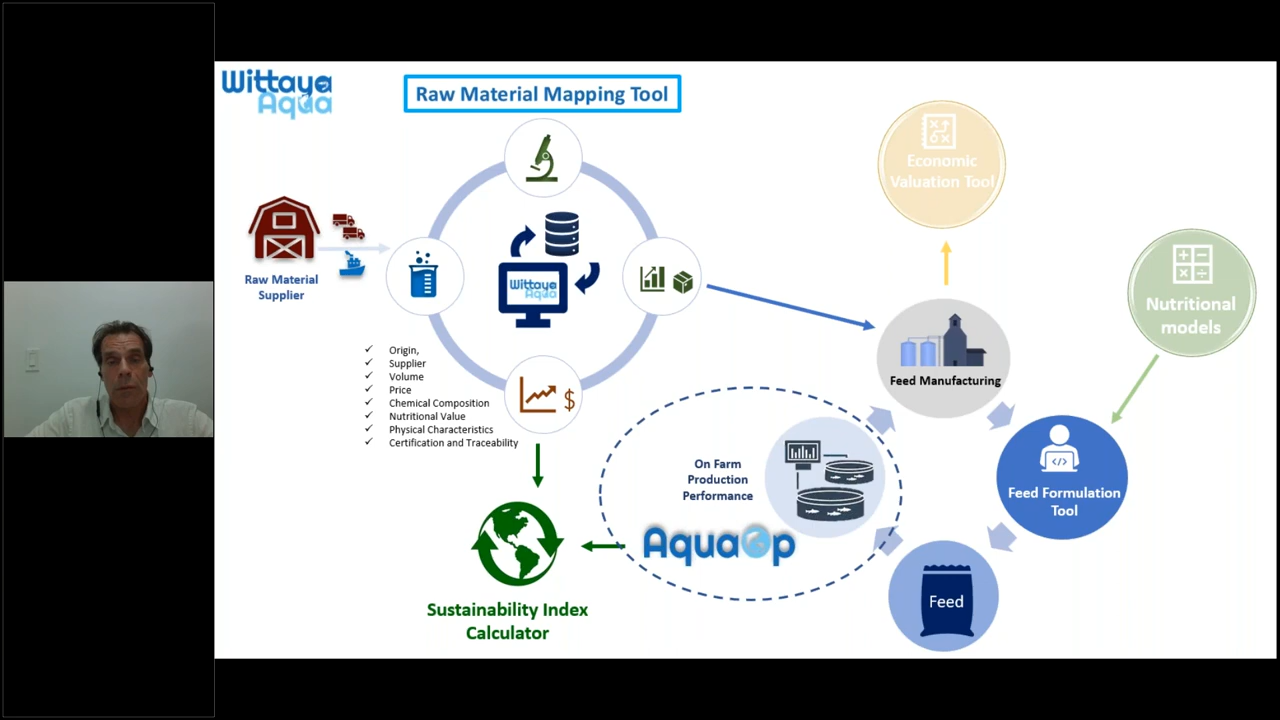 Wittaya
Aqua
Raw Material Mapping Tool
Economic
Valuation Tool
Raw Material
Supplier
Wittaya
Aqua
Nutritional
models
Feed Manufacturing
Origin,
Supplier
Volume
Price
Chemical Composition
Nutritional Value
Physical Characteristics
Certification and Traceability
$
On Farm
Production
Performance
Feed Formulation
Tool
AquaOp
Feed
Sustainability Index
Calculator